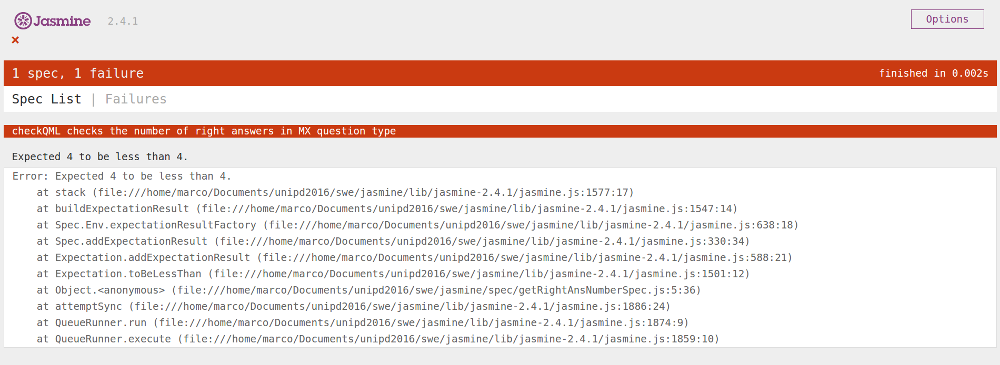 Jasmine 2.4.1 Options
×
1 spec, 1 failure finished in 0.002s
Spec List | Failures
checkQML checks the number of right answers in MX question type
Expected 4 to be less than 4.
Error: Expected 4 to be less than 4.
    at stack (file:///home/marco/Documents/unipd2016/swe/jasmine/lib/jasmine-2.4.1/jasmine.js:1577:17)
    at buildExpectationResult (file:///home/marco/Documents/unipd2016/swe/jasmine/lib/jasmine-2.4.1/jasmine.js:1547:14)
    at Spec.Env.expectationResultFactory (file:///home/marco/Documents/unipd2016/swe/jasmine/lib/jasmine-2.4.1/jasmine.js:638:18)
    at Spec.addExpectationResult (file:///home/marco/Documents/unipd2016/swe/jasmine/lib/jasmine-2.4.1/jasmine.js:330:34)
    at Expectation.addExpectationResult (file:///home/marco/Documents/unipd2016/swe/jasmine/lib/jasmine-2.4.1/jasmine.js:588:21)
    at Expectation.toBeLessThan (file:///home/marco/Documents/unipd2016/swe/jasmine/lib/jasmine-2.4.1/jasmine.js:1501:12)
    at Object.<anonymous> (file:///home/marco/Documents/unipd2016/swe/jasmine/spec/getRightAnsNumberSpec.js:5:36)
    at attemptSync (file:///home/marco/Documents/unipd2016/swe/jasmine/lib/jasmine-2.4.1/jasmine.js:1886:24)
    at QueueRunner.run (file:///home/marco/Documents/unipd2016/swe/jasmine/lib/jasmine-2.4.1/jasmine.js:1874:9)
    at QueueRunner.execute (file:///home/marco/Documents/unipd2016/swe/jasmine/lib/jasmine-2.4.1/jasmine.js:1859:10)